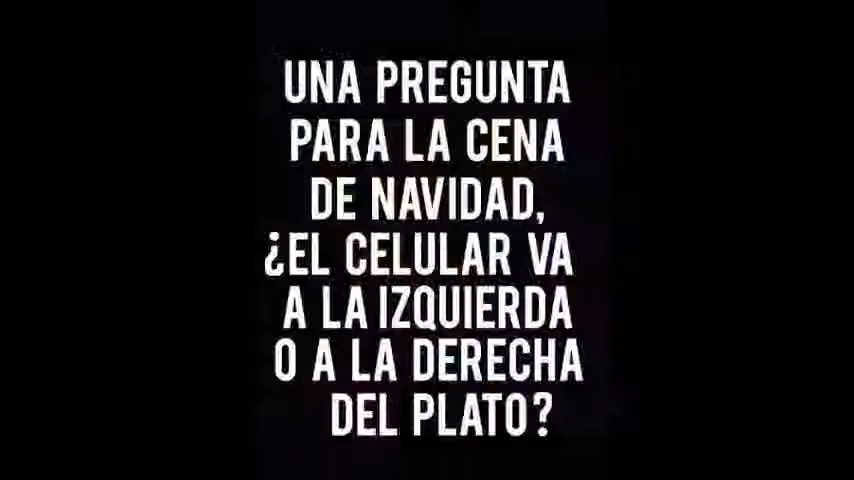 UNA PREGUNTA
PARA LA CENA
DE NAVIDAD,
¿EL CELULAR VA
A LA IZQUIERDA
O A LA DERECHA
DEL PLATO?